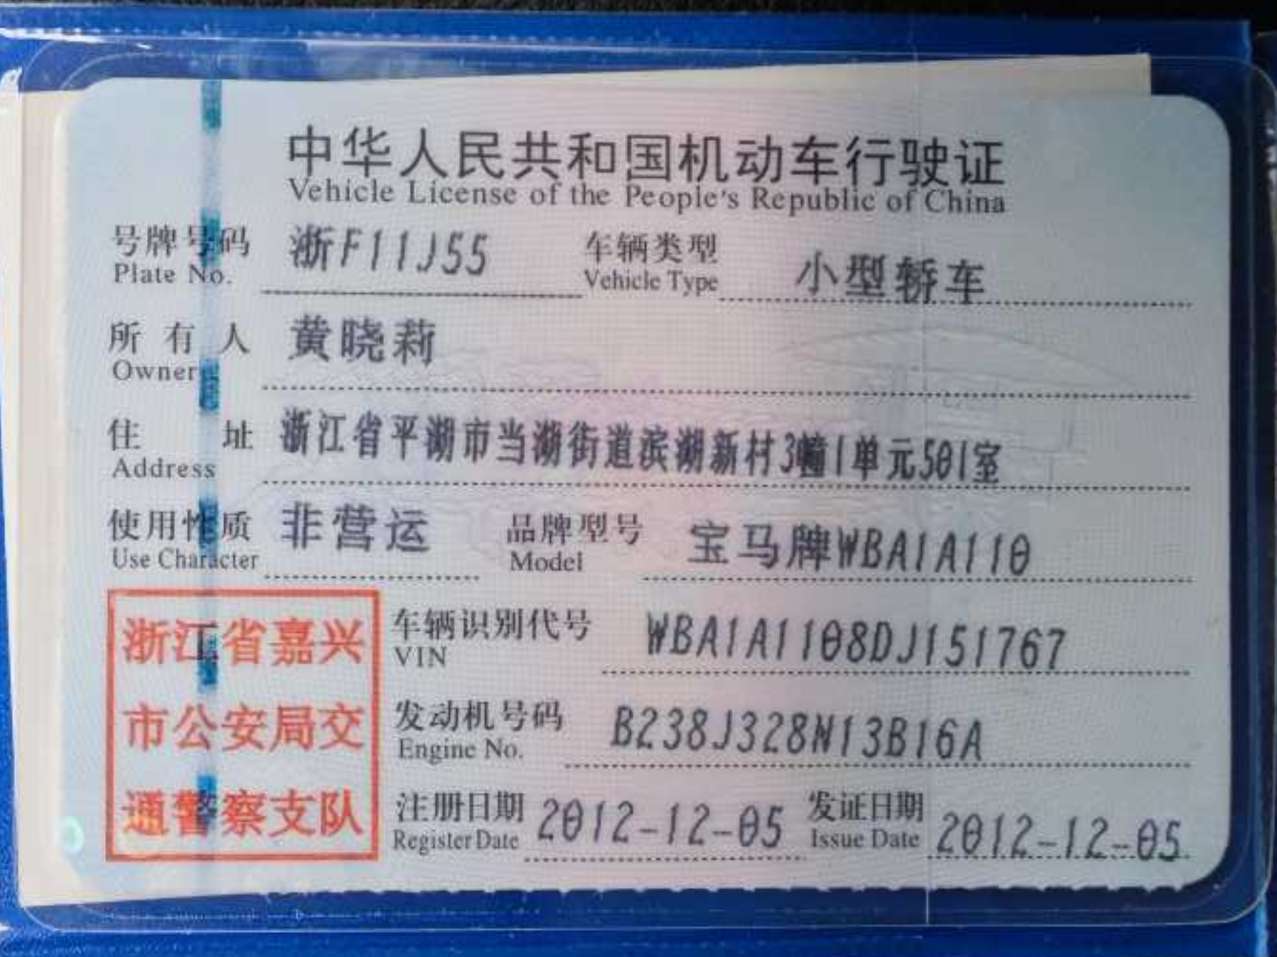 中华人民共和国机动车行驶证
Vehicle License of the People's Republic of China
号牌号码 浙F11J55 车辆类型 小型轿车
Plate No. Vehicle Type
所有人 黄晓莉
Owner
住址 浙江省平湖市当湖街道滨湖新村3幢1单元501室
Address
使用性质 非营运 品牌型号 宝马牌WBA1A110
Use Character Model
浙江省嘉兴
市公安局交
通警察支队
车辆识别代号 WBA1A1108DJ151767
VIN
发动机号码 B238J328N13B16A
Engine No.
注册日期 2012-12-05 发证日期 2012-12-05
Register Date Issue Date